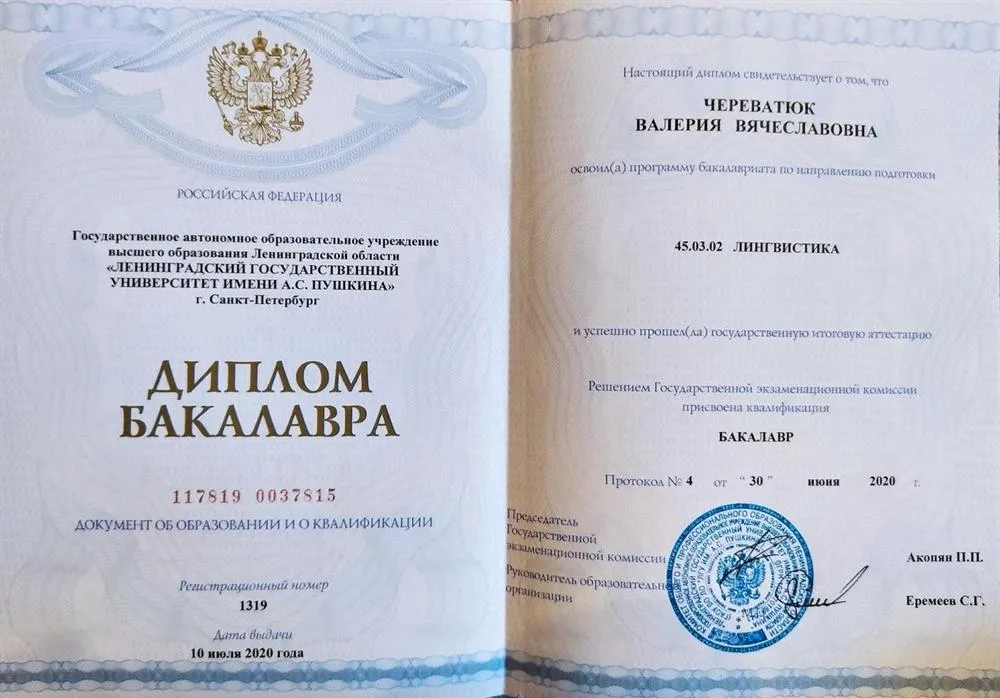 РОССИЙСКАЯ ФЕДЕРАЦИЯ
Государственное автономное образовательное учреждение
высшего образования Ленинградской области
«ЛЕНИНГРАДСКИЙ ГОСУДАРСТВЕННЫЙ
УНИВЕРСИТЕТ ИМЕНИ А.С. ПУШКИНА»
г. Санкт-Петербург
ДИПЛОМ
БАКАЛАВРА
117819 0037815
ДОКУМЕНТ ОБ ОБРАЗОВАНИИ И О КВАЛИФИКАЦИИ
Регистрационный номер
1319
Дата выдачи
10 июля 2020 года
Настоящий диплом свидетельствует о том, что
ЧЕРЕВАТЮК
ВАЛЕРИЯ ВЯЧЕСЛАВОВНА
освоил(а) программу бакалавриата по направлению подготовки
45.03.02 ЛИНГВИСТИКА
и успешно прошел(ла) государственную итоговую аттестацию
Решением Государственной экзаменационной комиссии
присвоена квалификация
БАКАЛАВР
Протокол № 4 от "30" июня 2020 г.
Председатель
Государственной
экзаменационной комиссии
Акопян П.П.
Руководитель образовательной
организации
Еремеев С.Г.